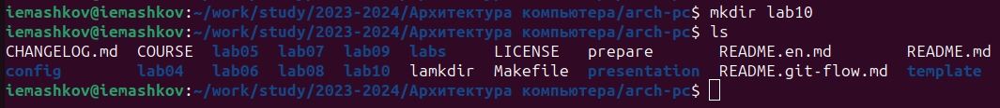 iemashkov@iemashkov:~/work/study/2023-2024/Архитектура компьютера/arch-pc$ mkdir lab10
iemashkov@iemashkov:~/work/study/2023-2024/Архитектура компьютера/arch-pc$ ls
CHANGELOG.md COURSE lab05 lab07 lab09 labs LICENSE prepare README.en.md README.md
config lab04 lab06 lab08 lab10 lamkdir Makefile presentation README.git-flow.md template
iemashkov@iemashkov:~/work/study/2023-2024/Архитектура компьютера/arch-pc$